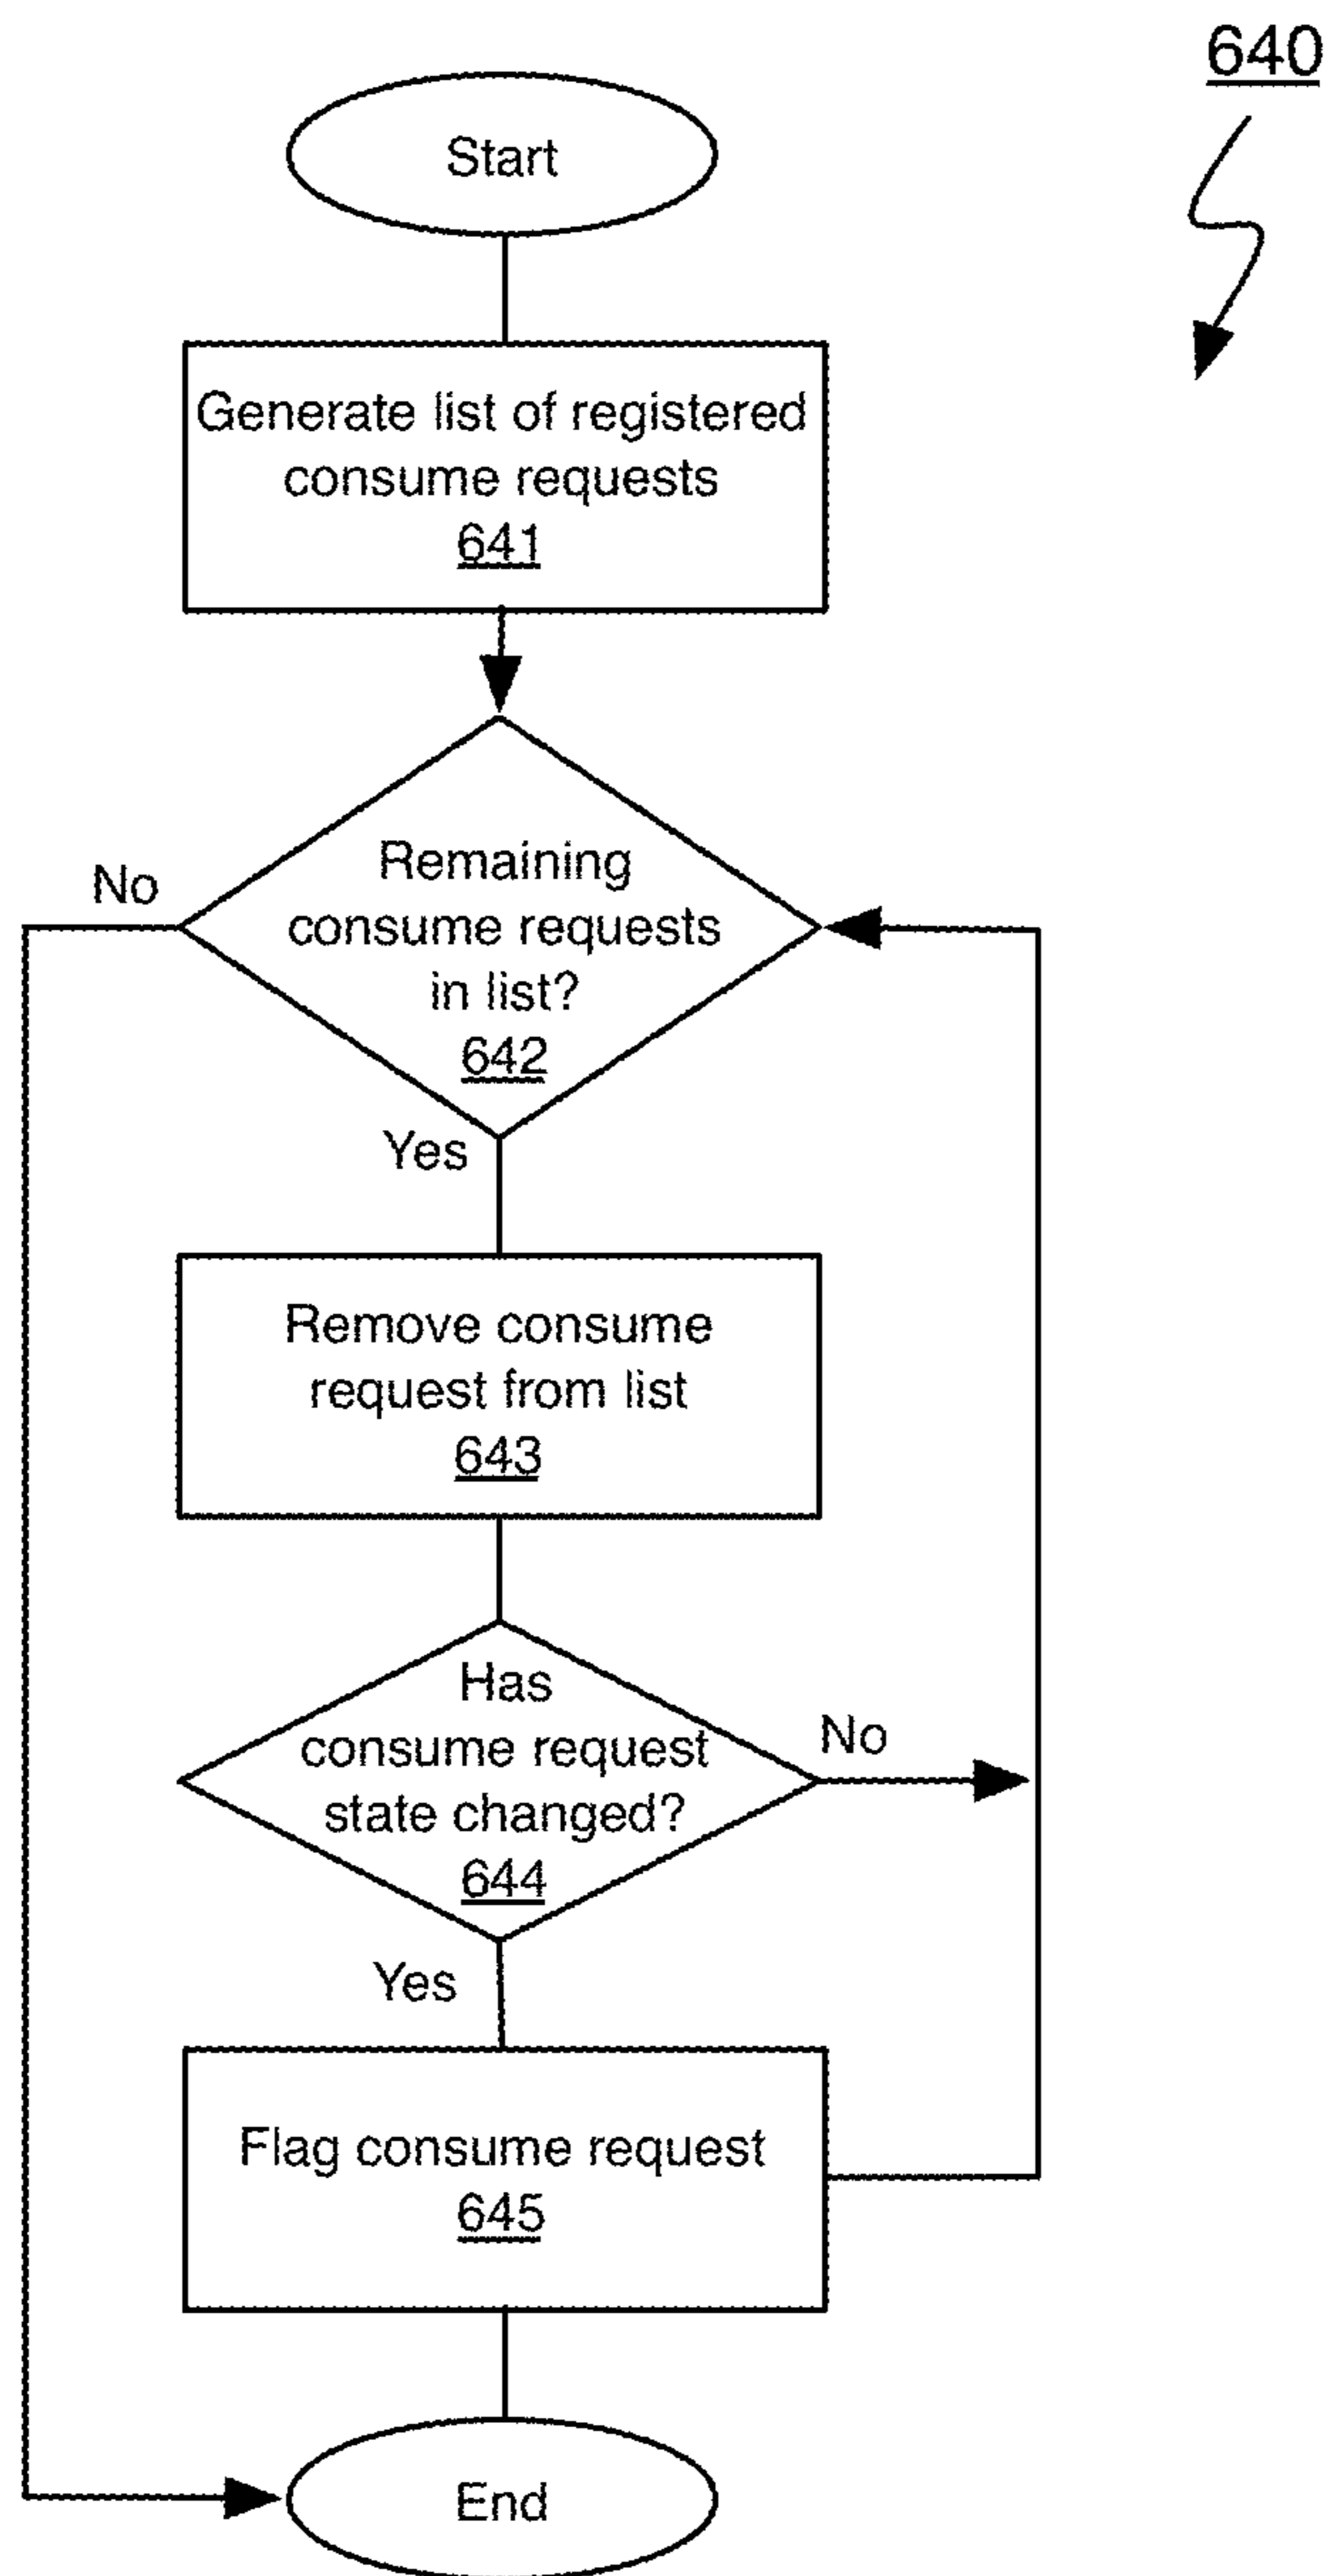 640
Start
Generate list of registered
consume requests
641
Remaining
consume requests
in list?
642
No
Yes
Remove consume
request from list
643
Has
consume request
state changed?
644
No
Yes
Flag consume request
645
End